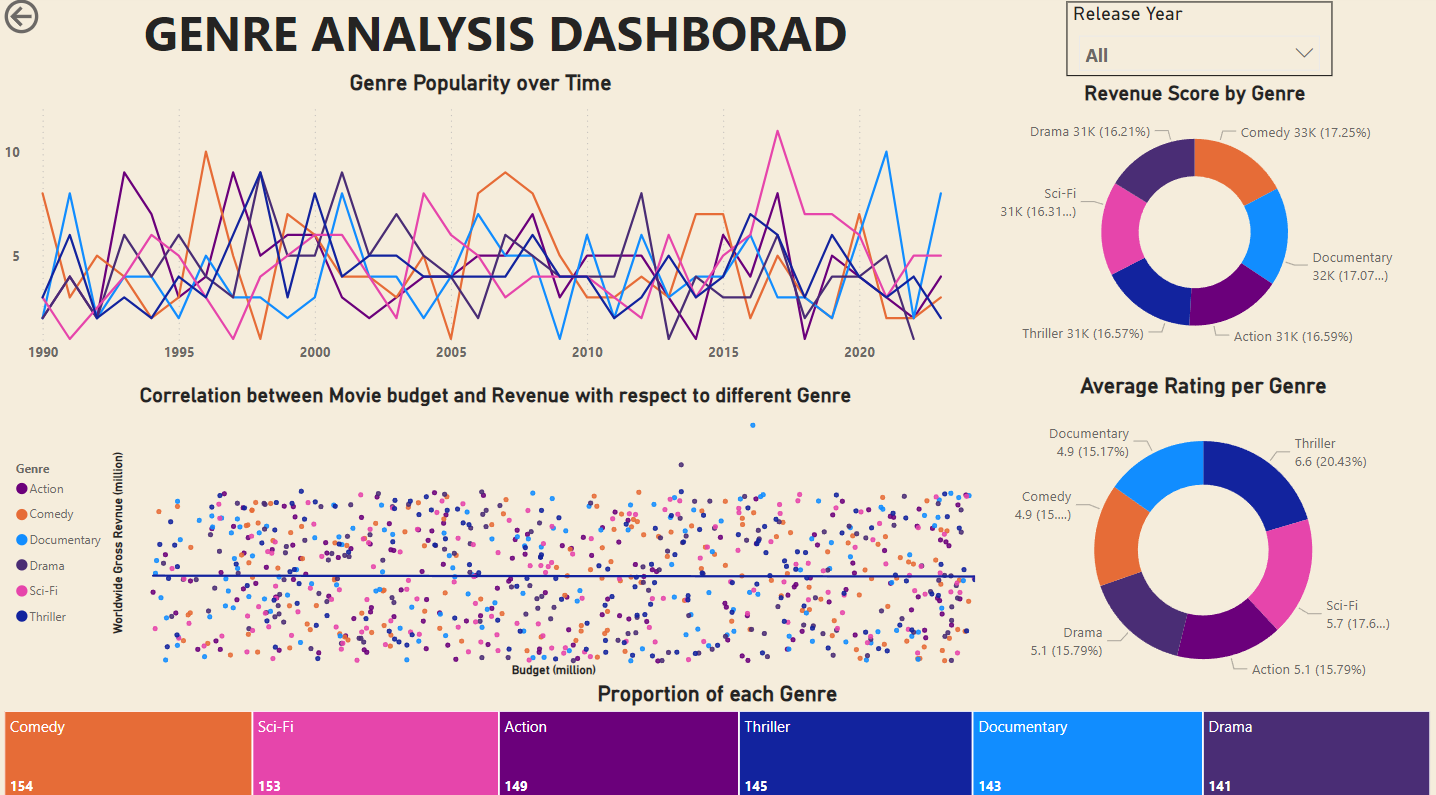 GENRE ANALYSIS DASHBORAD
Release Year
All
Genre Popularity over Time
10
5
1990
1995
2000
2005
2010
2015
2020
Revenue Score by Genre
Drama 31K (16.21%)
Comedy 33K (17.25%)
Sci-Fi
31K (16.31...)
Documentary
32K (17.07...)
Thriller 31K (16.57%)
Action 31K (16.59%)
Correlation between Movie budget and Revenue with respect to different Genre
Genre
Action
Comedy
Documentary
Drama
Sci-Fi
Thriller
Worldwide Gross Revnue (million)
Budget (million)
Average Rating per Genre
Documentary
4.9 (15.17%)
Thriller
6.6 (20.43%)
Comedy
4.9 (15....)
Sci-Fi
5.7 (17.6...)
Drama
5.1 (15.79%)
Action 5.1 (15.79%)
Proportion of each Genre
Comedy
154
Sci-Fi
153
Action
149
Thriller
145
Documentary
143
Drama
141